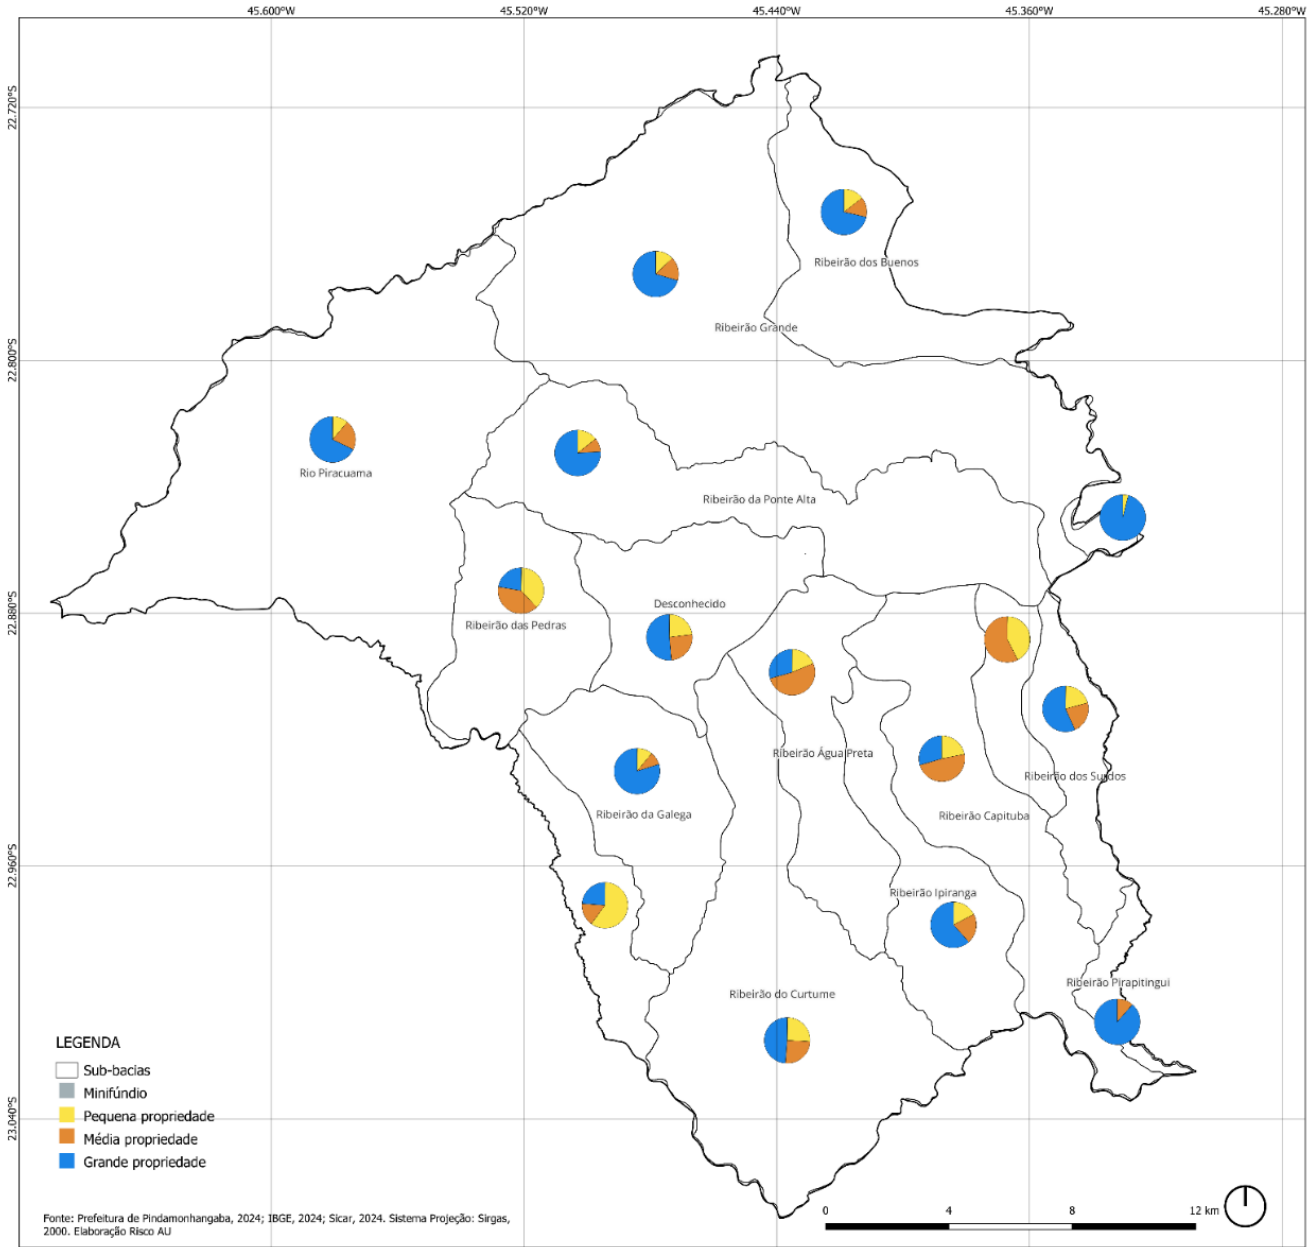 45.600°W
45.520°W
45.440°W
45.360°W
45.280°W
22.720°S
22.800°S
22.880°S
22.960°S
23.040°S
Ribeirão dos Buenos
Ribeirão Grande
Rio Piracuama
Ribeirão da Ponte Alta
Desconhecido
Ribeirão das Pedras
Ribeirão Água Preta
Ribeirão dos Surdos
Ribeirão da Galega
Ribeirão Capituba
Ribeirão Ipiranga
Ribeirão Pirapitingui
Ribeirão do Curtume
LEGENDA
Sub-bacias
Minifúndio
Pequena propriedade
Média propriedade
Grande propriedade
Fonte: Prefeitura de Pindamonhangaba, 2024; IBGE, 2024; Sicar, 2024. Sistema Projeção: Sirgas,
2000. Elaboração Risco AU
0 4 8 12 km